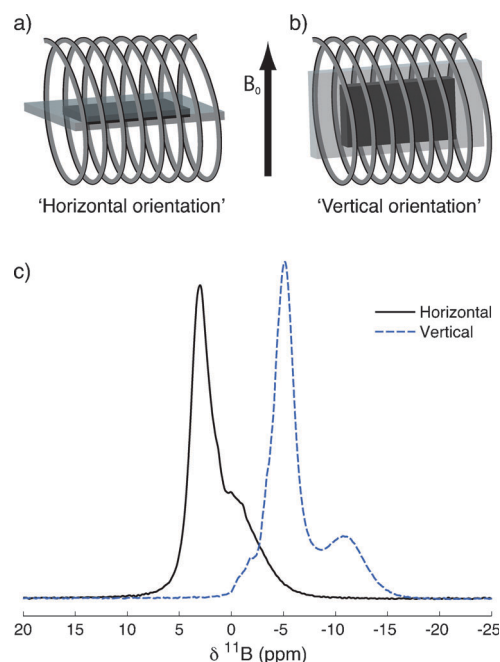 a)
b)
B₀
'Horizontal orientation'
'Vertical orientation'
c)
Horizontal
Vertical
20 15 10 5 0 -5 -10 -15 -20 -25
δ ¹¹B (ppm)